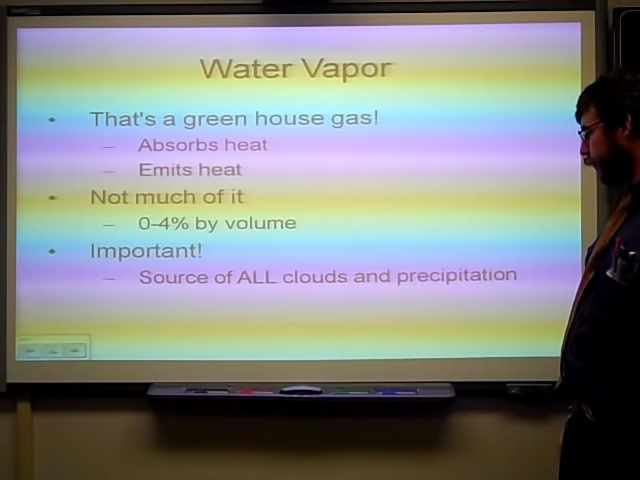 Water Vapor
• That's a green house gas!
– Absorbs heat
– Emits heat
• Not much of it
– 0-4% by volume
• Important!
– Source of ALL clouds and precipitation